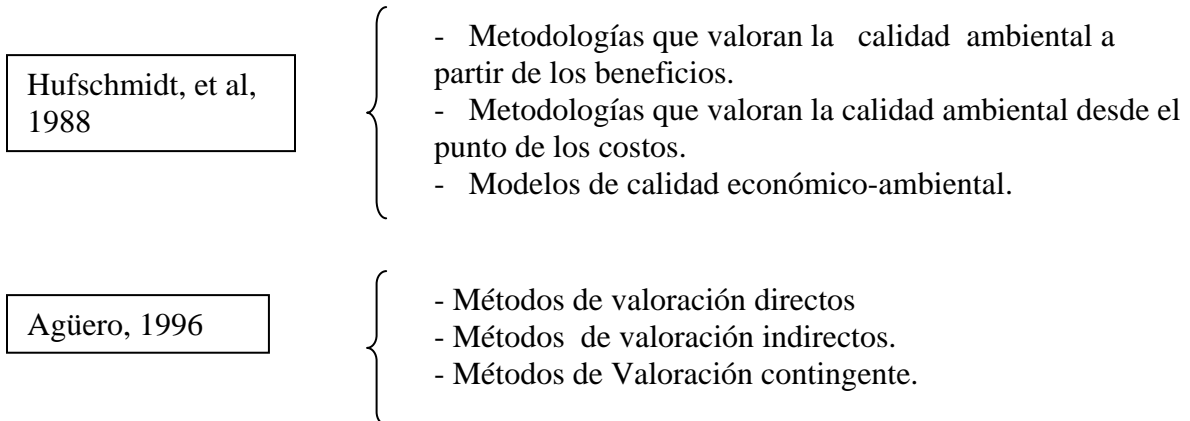 Hufschmidt, et al,
1988
- Metodologías que valoran la calidad ambiental a
partir de los beneficios.
- Metodologías que valoran la calidad ambiental desde el
punto de los costos.
- Modelos de calidad económico-ambiental.
Agüero, 1996
- Métodos de valoración directos
- Métodos de valoración indirectos.
- Métodos de Valoración contingente.